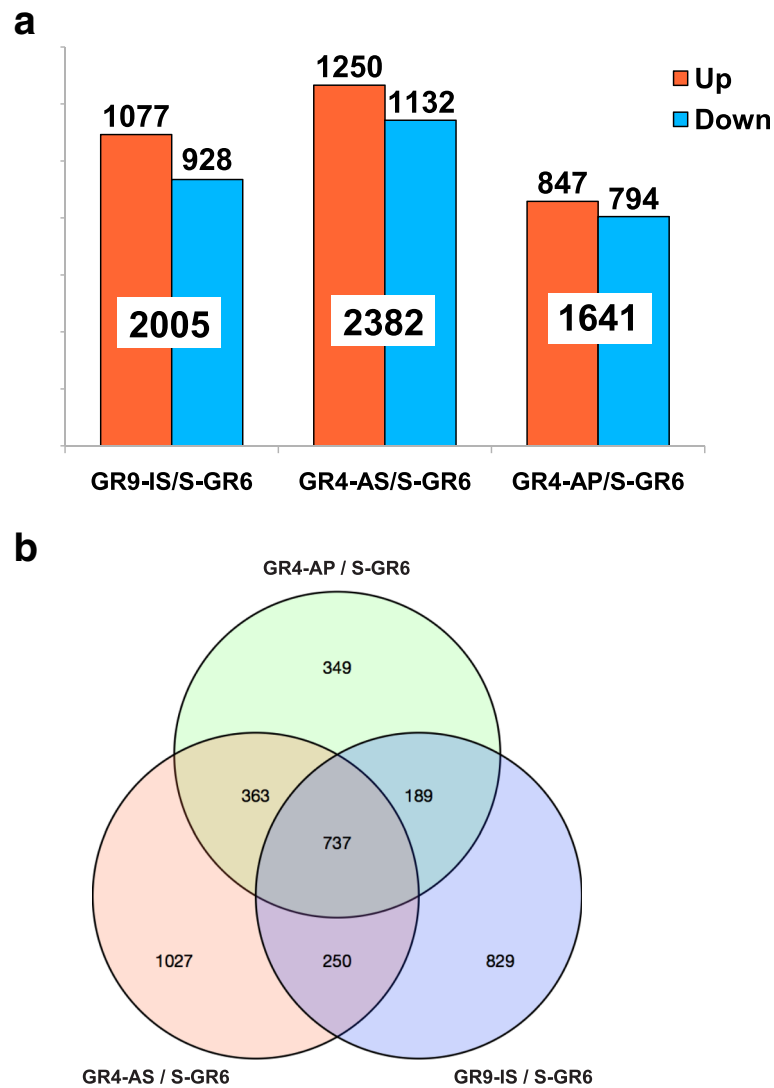 a
1250
Up
1077
1132
Down
928
847
794
2005
2382
1641
GR9-IS/S-GR6
GR4-AS/S-GR6
GR4-AP/S-GR6
b
GR4-AP / S-GR6
349
363
189
737
1027
250
829
GR4-AS / S-GR6
GR9-IS / S-GR6